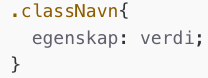 .classNavn{
  egenskap: verdi;
}